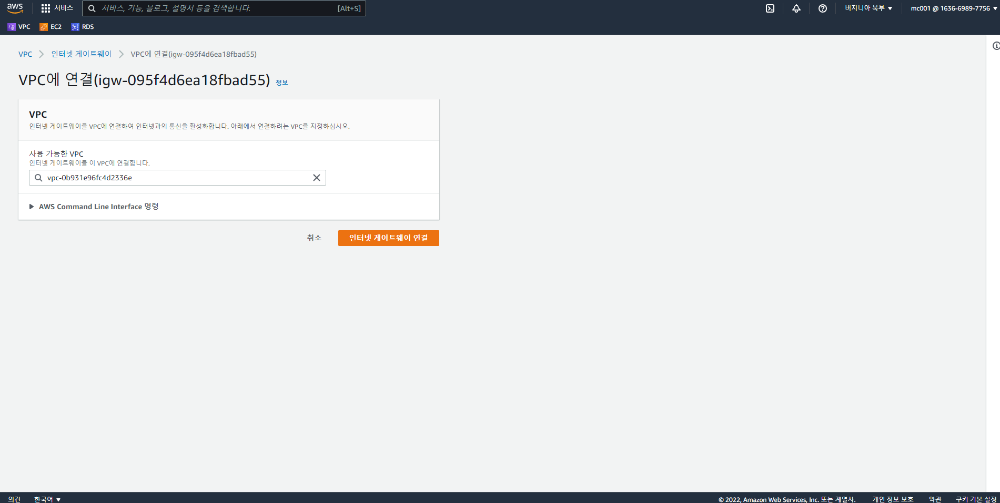 aws 서비스 서비스, 기능, 블로그, 설명서 등을 검색합니다. [Alt+S] 버지니아 북부 mc001 @ 1636-6989-7756
VPC EC2 RDS
VPC 인터넷 게이트웨이 VPC에 연결(igw-095f4d6ea18fbad55)
VPC에 연결(igw-095f4d6ea18fbad55) 정보
VPC
인터넷 게이트웨이를 VPC에 연결하여 인터넷과의 통신을 활성화합니다. 아래에서 연결하려는 VPC를 지정하십시오.
사용 가능한 VPC
인터넷 게이트웨이를 이 VPC에 연결합니다.
vpc-0b931e96fc4d2336e
AWS Command Line Interface 명령
취소 인터넷 게이트웨이 연결
의견 한국어 © 2022, Amazon Web Services, Inc. 또는 계열사. 개인 정보 보호 약관 쿠키 기본 설정